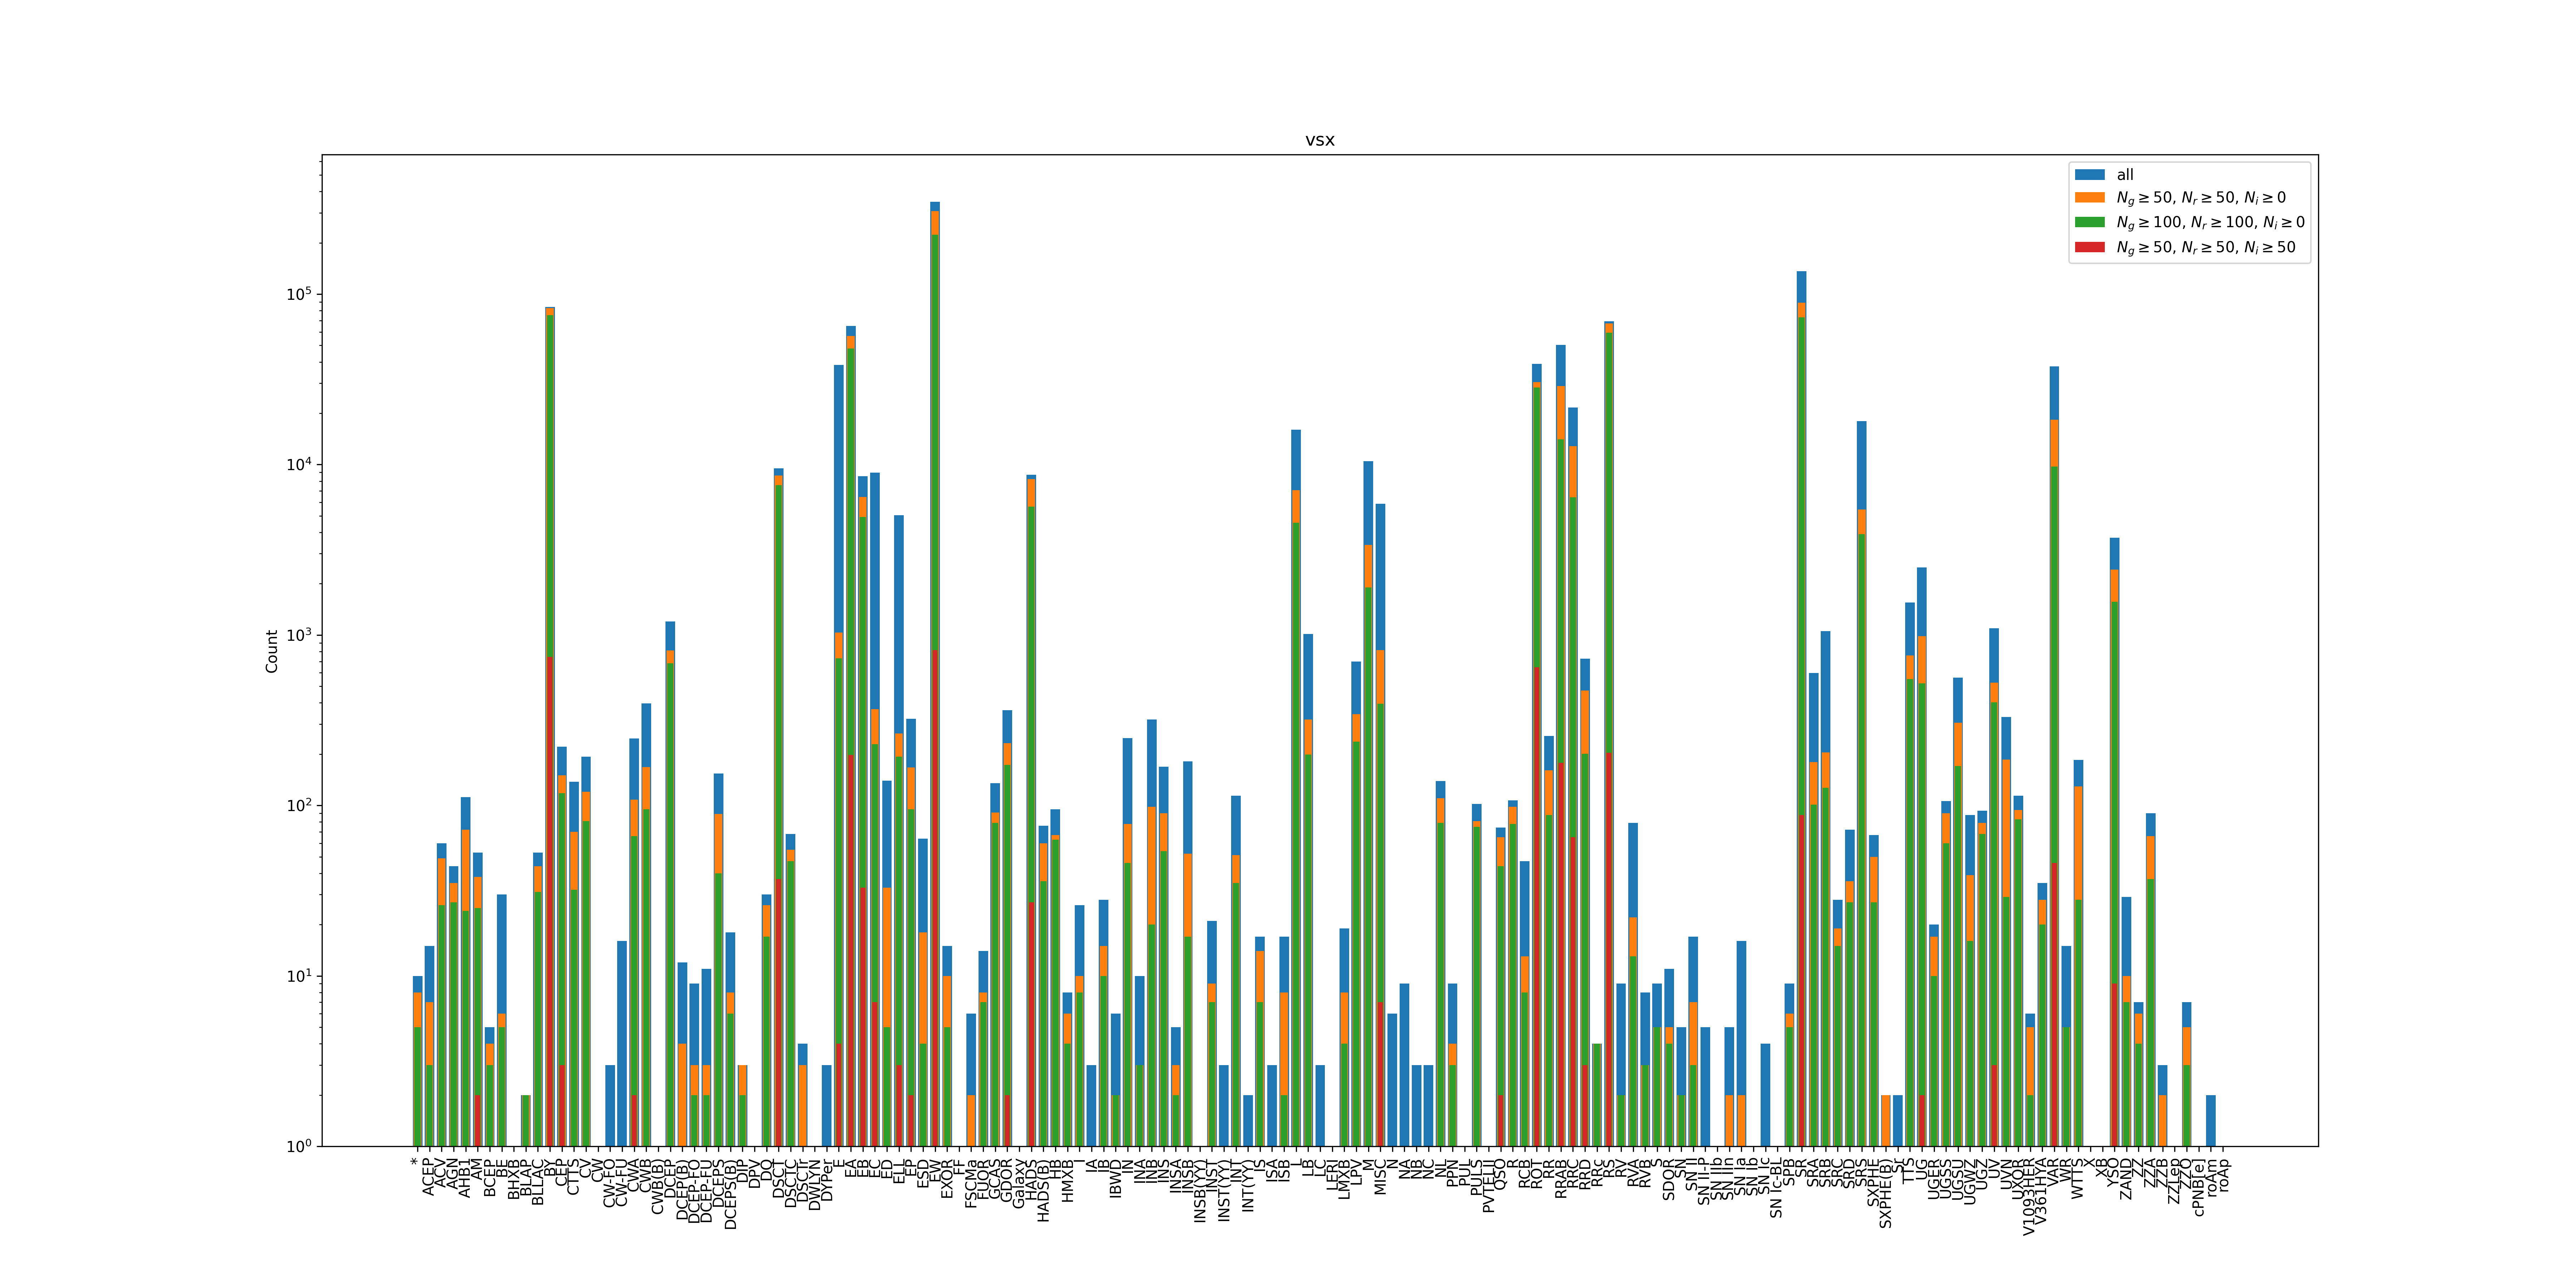 vsx
all
N_g ≥ 50, N_r ≥ 50, N_i ≥ 0
N_g ≥ 100, N_r ≥ 100, N_i ≥ 0
N_g ≥ 50, N_r ≥ 50, N_i ≥ 50
Count
10^5
10^4
10^3
10^2
10^1
10^0
*
ACEP
ACV
AGN
AHB1
AM
BCEP
BE
BHXB
BLAP
BLLAC
BY
CEP
CTTS
CV
CW
CW-FO
CW-FU
CWA
CWB
CWB(B)
DCEP
DCEP(B)
DCEP-FO
DCEP-FU
DCEPS
DCEPS(B)
DIP
DPV
DQ
DSCT
DSCTC
DSCTr
DWLYN
DYPer
E
EA
EB
EC
ED
ELL
EP
ESD
EW
EXOR
FF
FSCMa
FUOR
GCAS
GDOR
Galaxy
HADS
HADS(B)
HB
HMXB
I
IA
IB
IBWD
IN
INA
INB
INS
INSA
INSB
INSB(YY)
INST
INST(YY)
INT
INT(YY)
IS
ISA
ISB
L
LB
LC
LERI
LMXB
LPV
M
MISC
N
NA
NB
NC
NL
PPN
PUL
PULS
PVTELII
QSO
R
RCB
ROT
RR
RRAB
RRC
RRD
RRc
RS
RV
RVA
RVB
S
SDOR
SN
SN II
SN II-P
SN IIb
SN IIn
SN Ia
SN Ib
SN Ic
SN Ic-BL
SPB
SR
SRA
SRB
SRC
SRD
SRS
SXPHE
SXPHE(B)
Sr
TTS
UG
UGER
UGSS
UGSU
UGWZ
UGZ
UV
UVN
UXOR
V1093HER
V361HYA
VAR
WR
WTTS
X
XB
YSO
ZAND
ZZ
ZZA
ZZB
ZZLep
ZZO
cPNB[e]
roAm
roAp